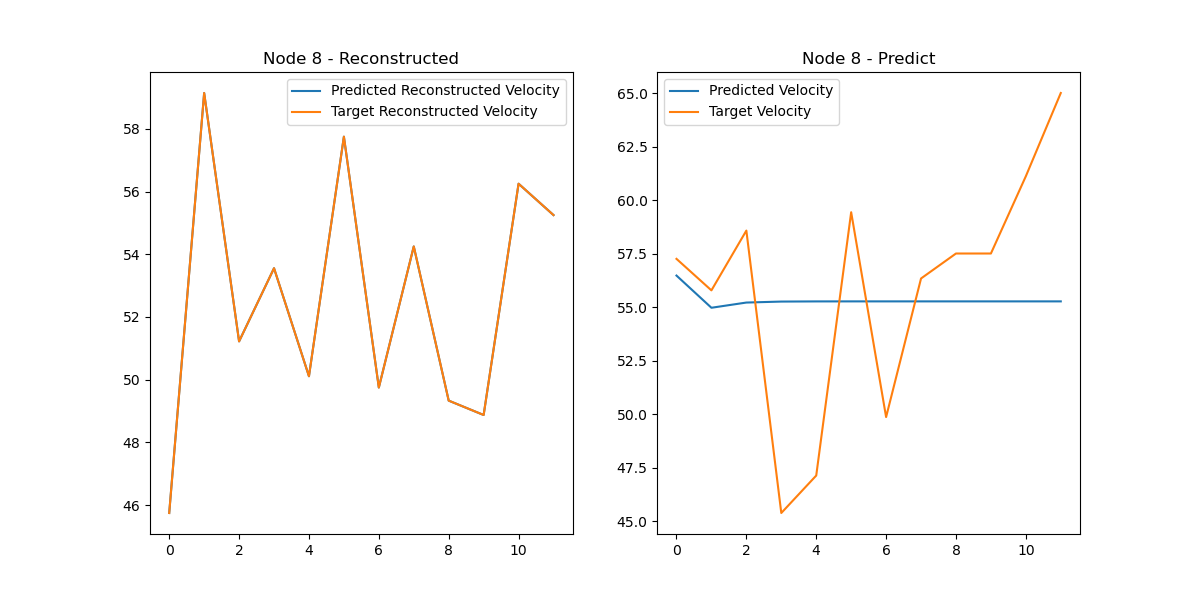 Node 8 - Reconstructed
Predicted Reconstructed Velocity
Target Reconstructed Velocity
58
56
54
52
50
48
46
0 2 4 6 8 10
Node 8 - Predict
Predicted Velocity
Target Velocity
65.0
62.5
60.0
57.5
55.0
52.5
50.0
47.5
45.0
0 2 4 6 8 10